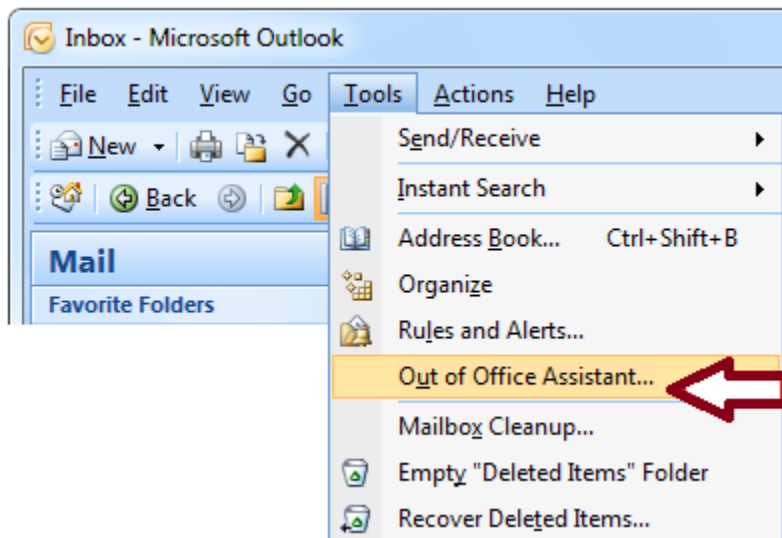 Inbox - Microsoft Outlook
File Edit View Go Tools Actions Help
New
Back
Mail
Favorite Folders
Send/Receive
Instant Search
Address Book... Ctrl+Shift+B
Organize
Rules and Alerts...
Out of Office Assistant...
Mailbox Cleanup...
Empty "Deleted Items" Folder
Recover Deleted Items...